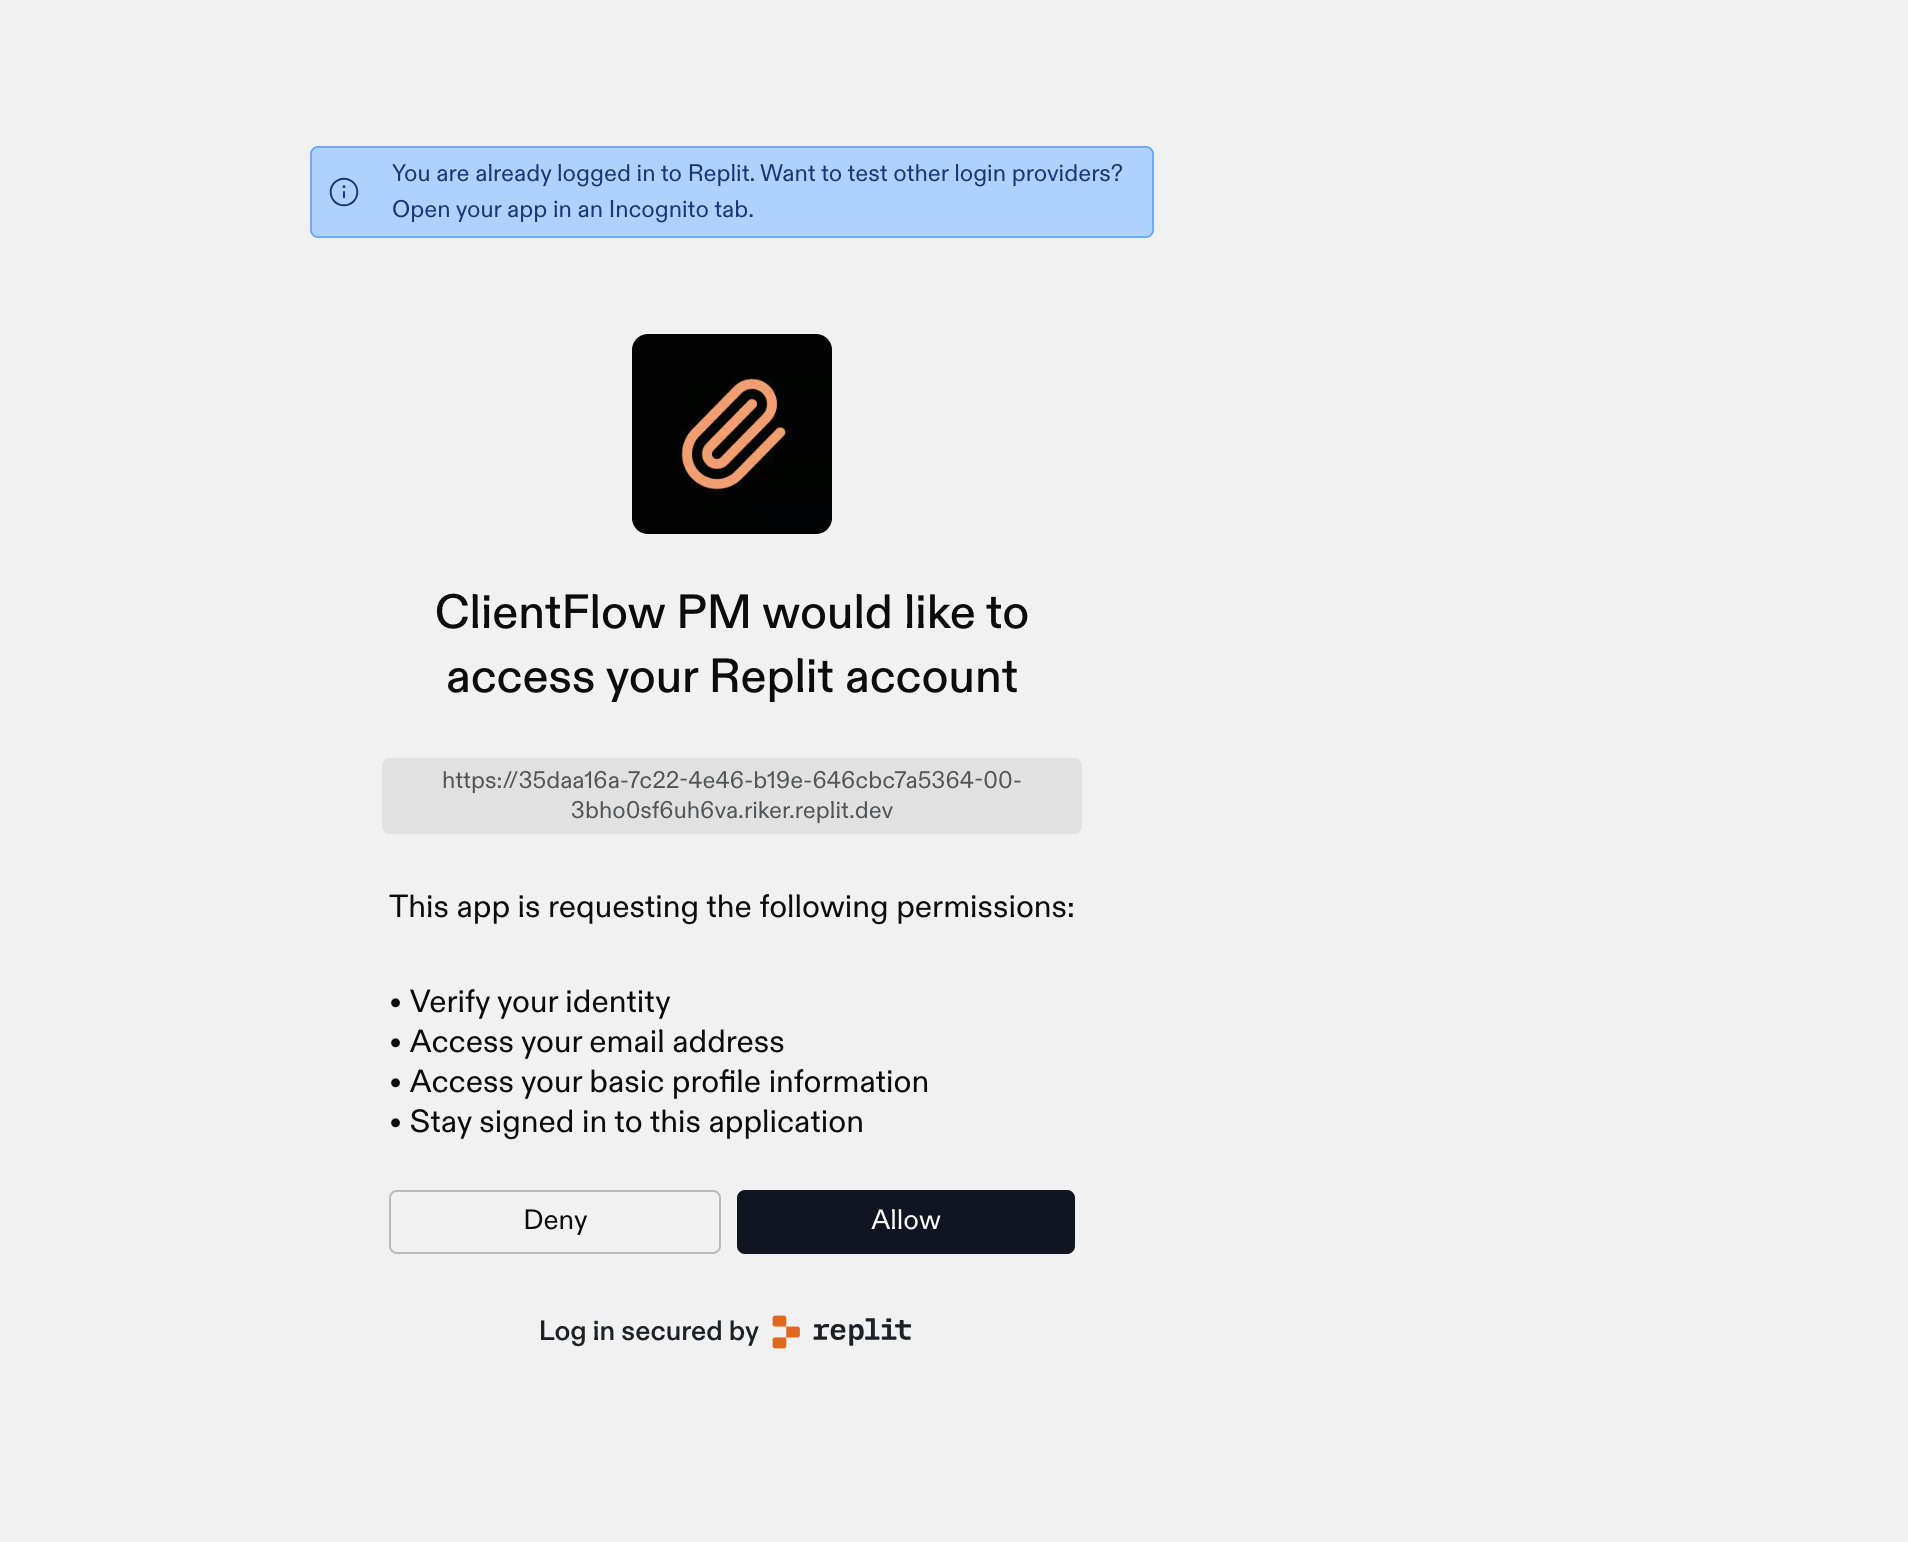 You are already logged in to Replit. Want to test other login providers?
Open your app in an Incognito tab.
ClientFlow PM would like to
access your Replit account
https://35daa16a-7c22-4e46-b19e-646cbc7a5364-00-
3bho0sf6uh6va.riker.replit.dev
This app is requesting the following permissions:
• Verify your identity
• Access your email address
• Access your basic profile information
• Stay signed in to this application
Deny
Allow
Log in secured by replit